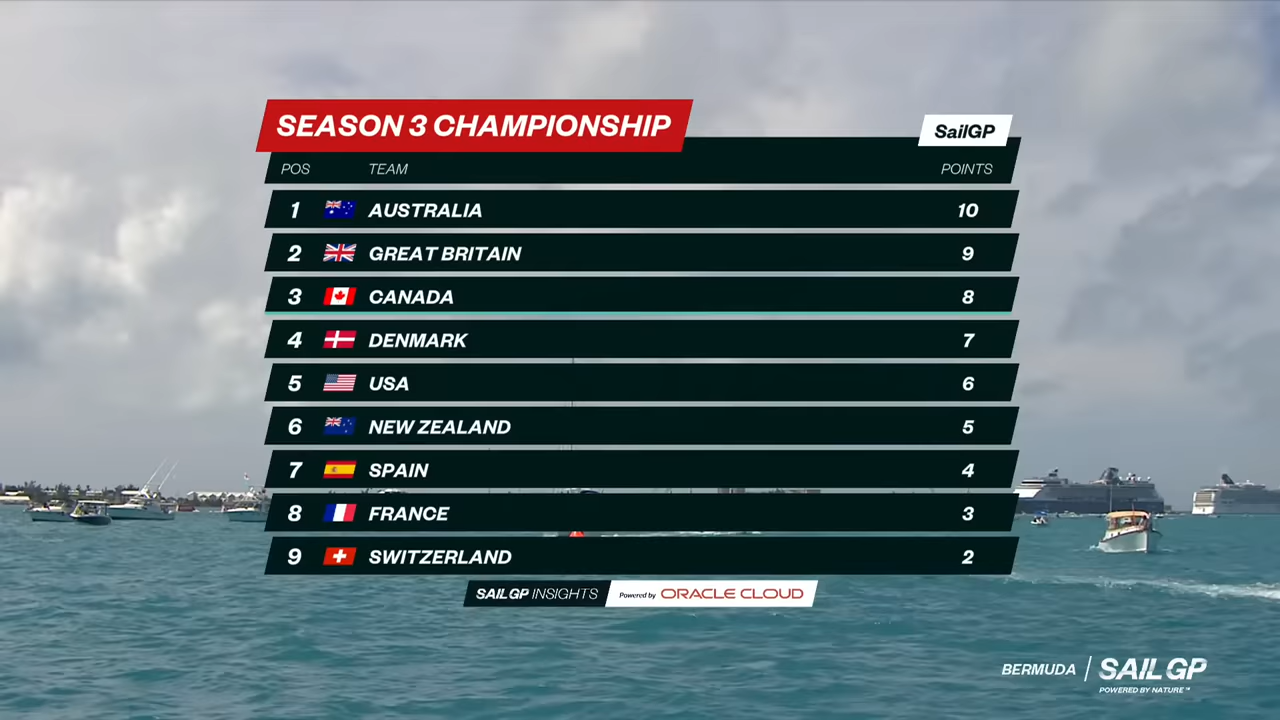 SEASON 3 CHAMPIONSHIP
SailGP
POS TEAM POINTS
1 AUSTRALIA 10
2 GREAT BRITAIN 9
3 CANADA 8
4 DENMARK 7
5 USA 6
6 NEW ZEALAND 5
7 SPAIN 4
8 FRANCE 3
9 SWITZERLAND 2
SAIL GP INSIGHTS Powered by ORACLE CLOUD
BERMUDA | SAIL GP
POWERED BY NATURE™